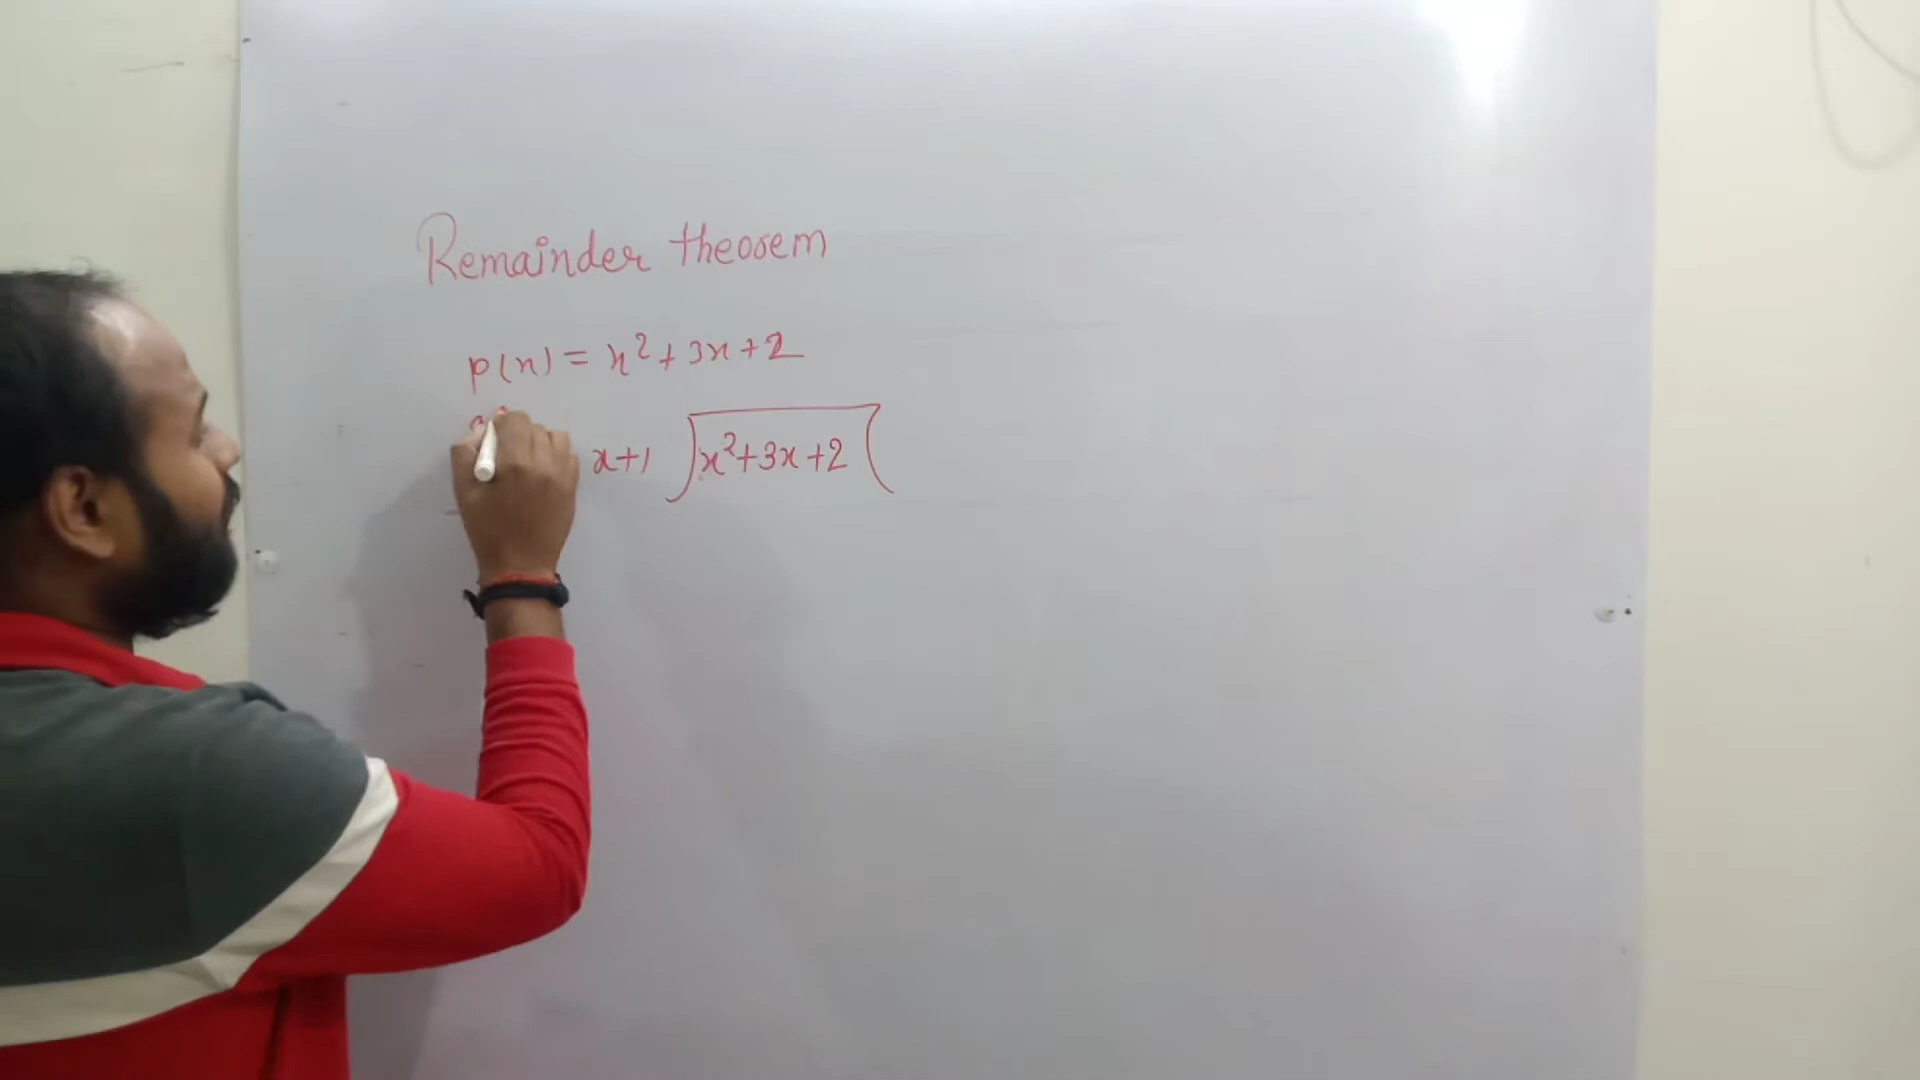 Remainder theorem
p(x) = x²+3x+2
x+1 )x²+3x+2(